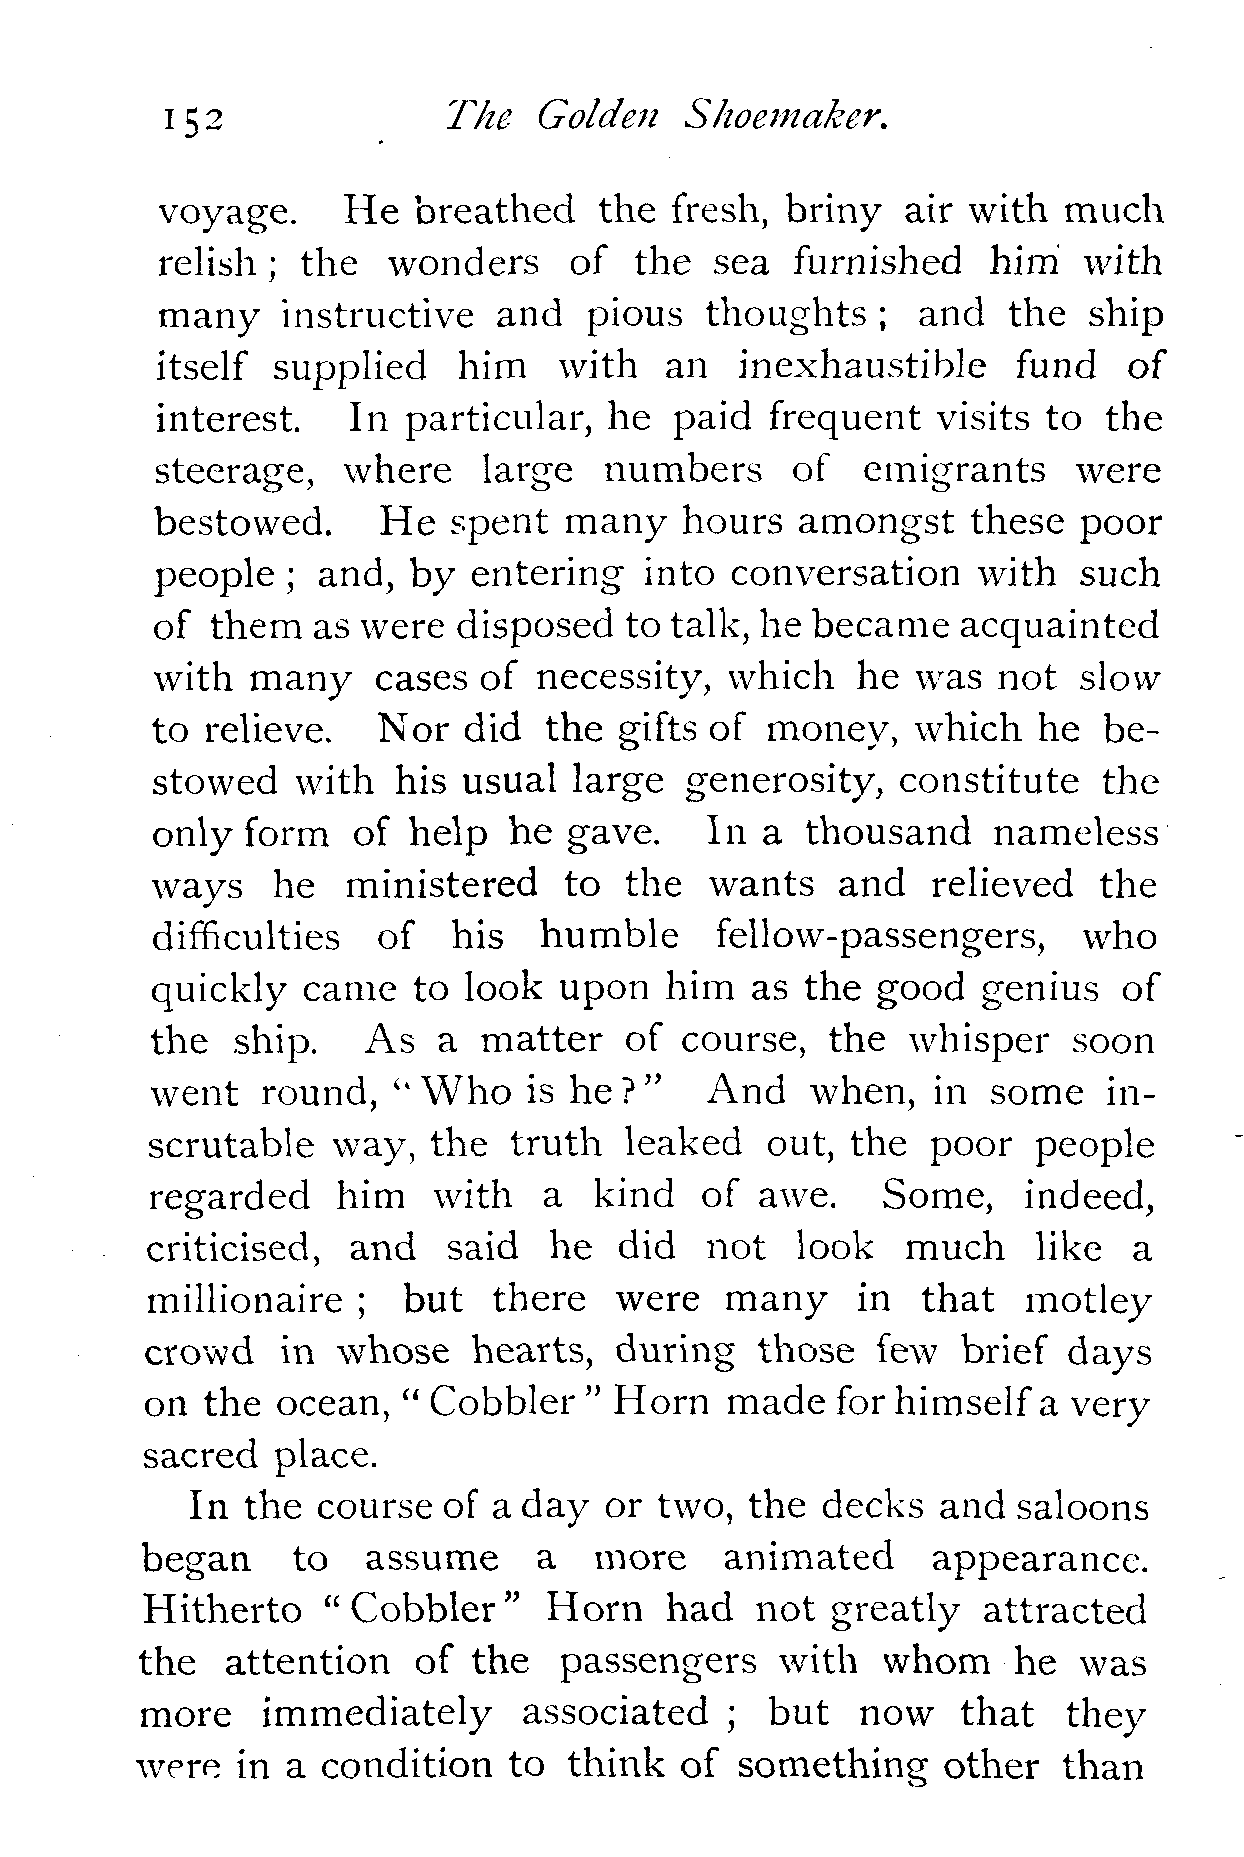 152 The Golden Shoemaker.
voyage. He breathed the fresh, briny air with much
relish ; the wonders of the sea furnished him with
many instructive and pious thoughts ; and the ship
itself supplied him with an inexhaustible fund of
interest. In particular, he paid frequent visits to the
steerage, where large numbers of emigrants were
bestowed. He spent many hours amongst these poor
people ; and, by entering into conversation with such
of them as were disposed to talk, he became acquainted
with many cases of necessity, which he was not slow
to relieve. Nor did the gifts of money, which he be-
stowed with his usual large generosity, constitute the
only form of help he gave. In a thousand nameless
ways he ministered to the wants and relieved the
difficulties of his humble fellow-passengers, who
quickly came to look upon him as the good genius of
the ship. As a matter of course, the whisper soon
went round, “ Who is he ? ” And when, in some in-
scrutable way, the truth leaked out, the poor people
regarded him with a kind of awe. Some, indeed,
criticised, and said he did not look much like a
millionaire ; but there were many in that motley
crowd in whose hearts, during those few brief days
on the ocean, “ Cobbler ” Horn made for himself a very
sacred place.
In the course of a day or two, the decks and saloons
began to assume a more animated appearance.
Hitherto “ Cobbler ” Horn had not greatly attracted
the attention of the passengers with whom he was
more immediately associated ; but now that they
were in a condition to think of something other than